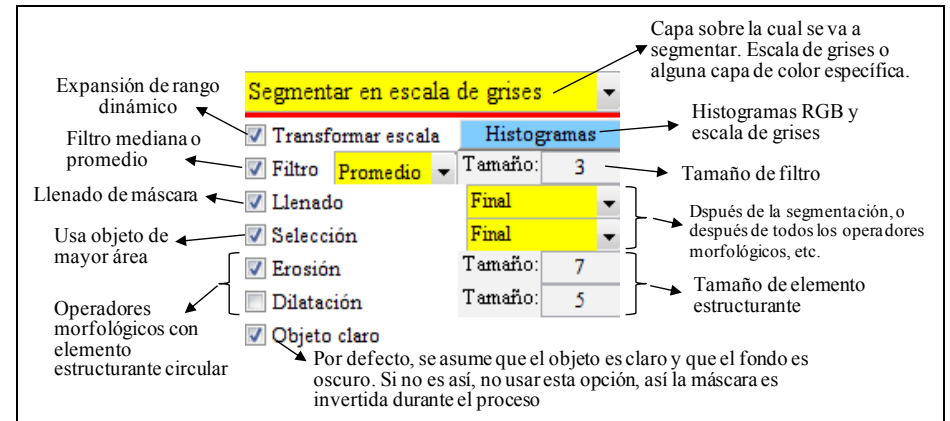 Capa sobre la cual se va a
segmentar. Escala de grises o
alguna capa de color específica.
Expansión de rango
dinámico
Segmentar en escala de grises
Histogramas RGB y
escala de grises
Transformar escala
Histogramas
Filtro mediana o
promedio
Filtro
Promedio
Tamaño:
3
Tamaño de filtro
Llenado de máscara
Llenado
Final
Dspués de la segmentación, o
después de todos los operadores
morfológicos, etc.
Usa objeto de
mayor área
Selección
Final
Erosión
Tamaño:
7
Tamaño de elemento
estructurante
Dilatación
Tamaño:
5
Operadores
morfológicos con
elemento
estructurante circular
Objeto claro
Por defecto, se asume que el objeto es claro y que el fondo es
oscuro. Si no es así, no usar esta opción, así la máscara es
invertida durante el proceso